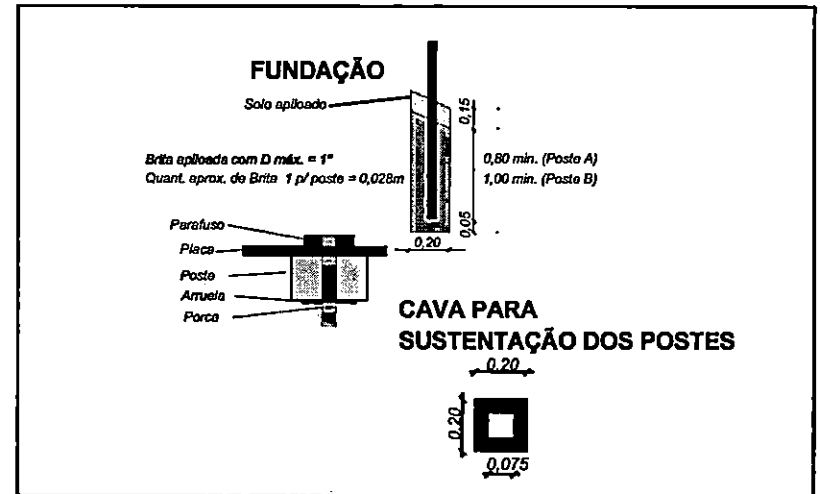 FUNDAÇÃO
Solo apiloado
0,15
Brita apiloada com D máx. = 1"
Quant. aprox. de Brita 1 p/ poste = 0,028m
0,80 min. (Poste A)
1,00 min. (Poste B)
0,05
0,20
Parafuso
Placa
Poste
Arruela
Porca
CAVA PARA
SUSTENTAÇÃO DOS POSTES
0,20
0,20
0,075